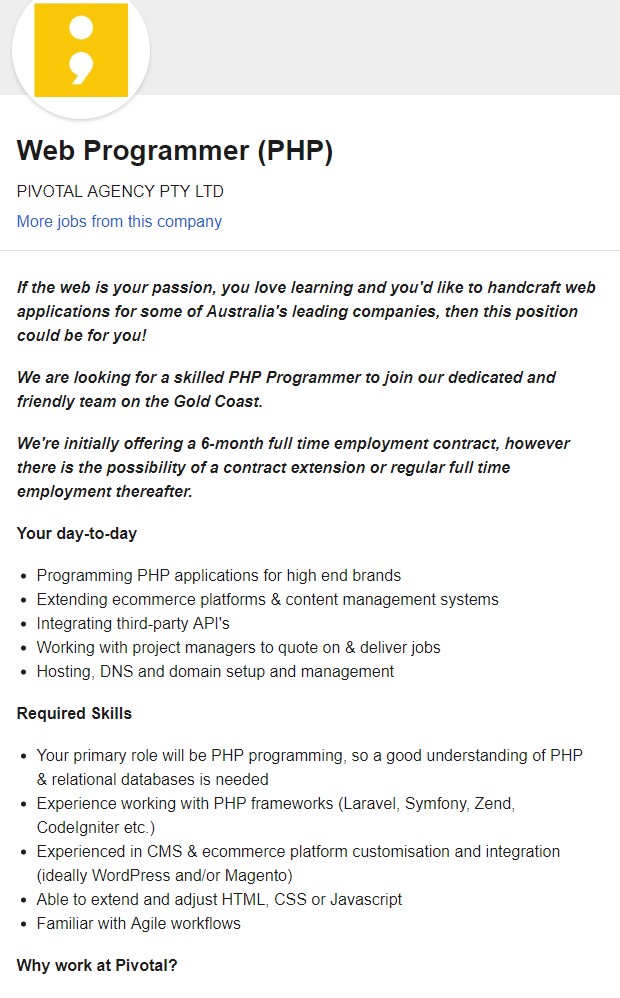 Web Programmer (PHP)
PIVOTAL AGENCY PTY LTD
More jobs from this company
If the web is your passion, you love learning and you'd like to handcraft web
applications for some of Australia's leading companies, then this position
could be for you!
We are looking for a skilled PHP Programmer to join our dedicated and
friendly team on the Gold Coast.
We're initially offering a 6-month full time employment contract, however
there is the possibility of a contract extension or regular full time
employment thereafter.
Your day-to-day
• Programming PHP applications for high end brands
• Extending ecommerce platforms & content management systems
• Integrating third-party API's
• Working with project managers to quote on & deliver jobs
• Hosting, DNS and domain setup and management
Required Skills
• Your primary role will be PHP programming, so a good understanding of PHP
& relational databases is needed
• Experience working with PHP frameworks (Laravel, Symfony, Zend,
CodeIgniter etc.)
• Experienced in CMS & ecommerce platform customisation and integration
(ideally WordPress and/or Magento)
• Able to extend and adjust HTML, CSS or Javascript
• Familiar with Agile workflows
Why work at Pivotal?